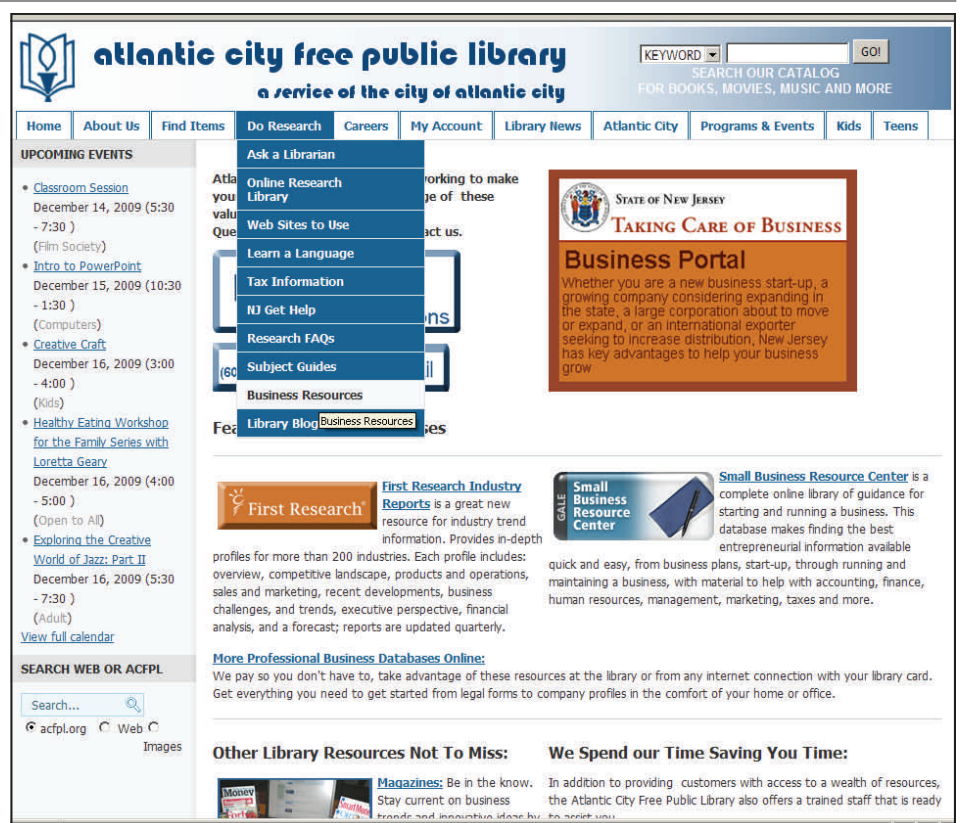 atlantic city free public library
a service of the city of atlantic city
KEYWORD
GO!
SEARCH OUR CATALOG
FOR BOOKS, MOVIES, MUSIC AND MORE
Home About Us Find Items Do Research Careers My Account Library News Atlantic City Programs & Events Kids Teens
UPCOMING EVENTS
Classroom Session
December 14, 2009 (5:30
- 7:30 )
(Film Society)
Intro to PowerPoint
December 15, 2009 (10:30
- 1:30 )
(Computers)
Creative Craft
December 16, 2009 (3:00
- 4:00 )
(Kids)
Healthy Eating Workshop
for the Family Series with
Loretta Geary
December 16, 2009 (4:00
- 5:00 )
(Open to All)
Exploring the Creative
World of Jazz: Part II
December 16, 2009 (5:30
- 7:30 )
(Adult)
View full calendar
SEARCH WEB OR ACFPL
Search...
acfpl.org Web
Images
Ask a Librarian
Online Research
Library
Web Sites to Use
Learn a Language
Tax Information
NJ Get Help
Research FAQs
Subject Guides
Business Resources
Library Blog
Business Resources
working to make
of these
act us.
STATE OF NEW JERSEY
TAKING CARE OF BUSINESS
Business Portal
Whether you are a new business start-up, a
growing company considering expanding in
the state, a large corporation about to move
or expand, or an international exporter
seeking to increase distribution, New Jersey
has key advantages to help your business
grow
First Research
First Research Industry
Reports is a great new
resource for industry trend
information. Provides in-depth
profiles for more than 200 industries. Each profile includes:
overview, competitive landscape, products and operations,
sales and marketing, recent developments, business
challenges, and trends, executive perspective, financial
analysis, and a forecast; reports are updated quarterly.
GALE
Small
Business
Resource
Center
Small Business Resource Center is a
complete online library of guidance for
starting and running a business. This
database makes finding the best
entrepreneurial information available
quick and easy, from business plans, start-up, through running and
maintaining a business, with material to help with accounting, finance,
human resources, management, marketing, taxes and more.
More Professional Business Databases Online:
We pay so you don't have to, take advantage of these resources at the library or from any internet connection with your library card.
Get everything you need to get started from legal forms to company profiles in the comfort of your home or office.
Other Library Resources Not To Miss:
Money
Magazines: Be in the know.
Stay current on business
trends and innovative ideas by
We Spend our Time Saving You Time:
In addition to providing customers with access to a wealth of resources,
the Atlantic City Free Public Library also offers a trained staff that is ready
to assist you